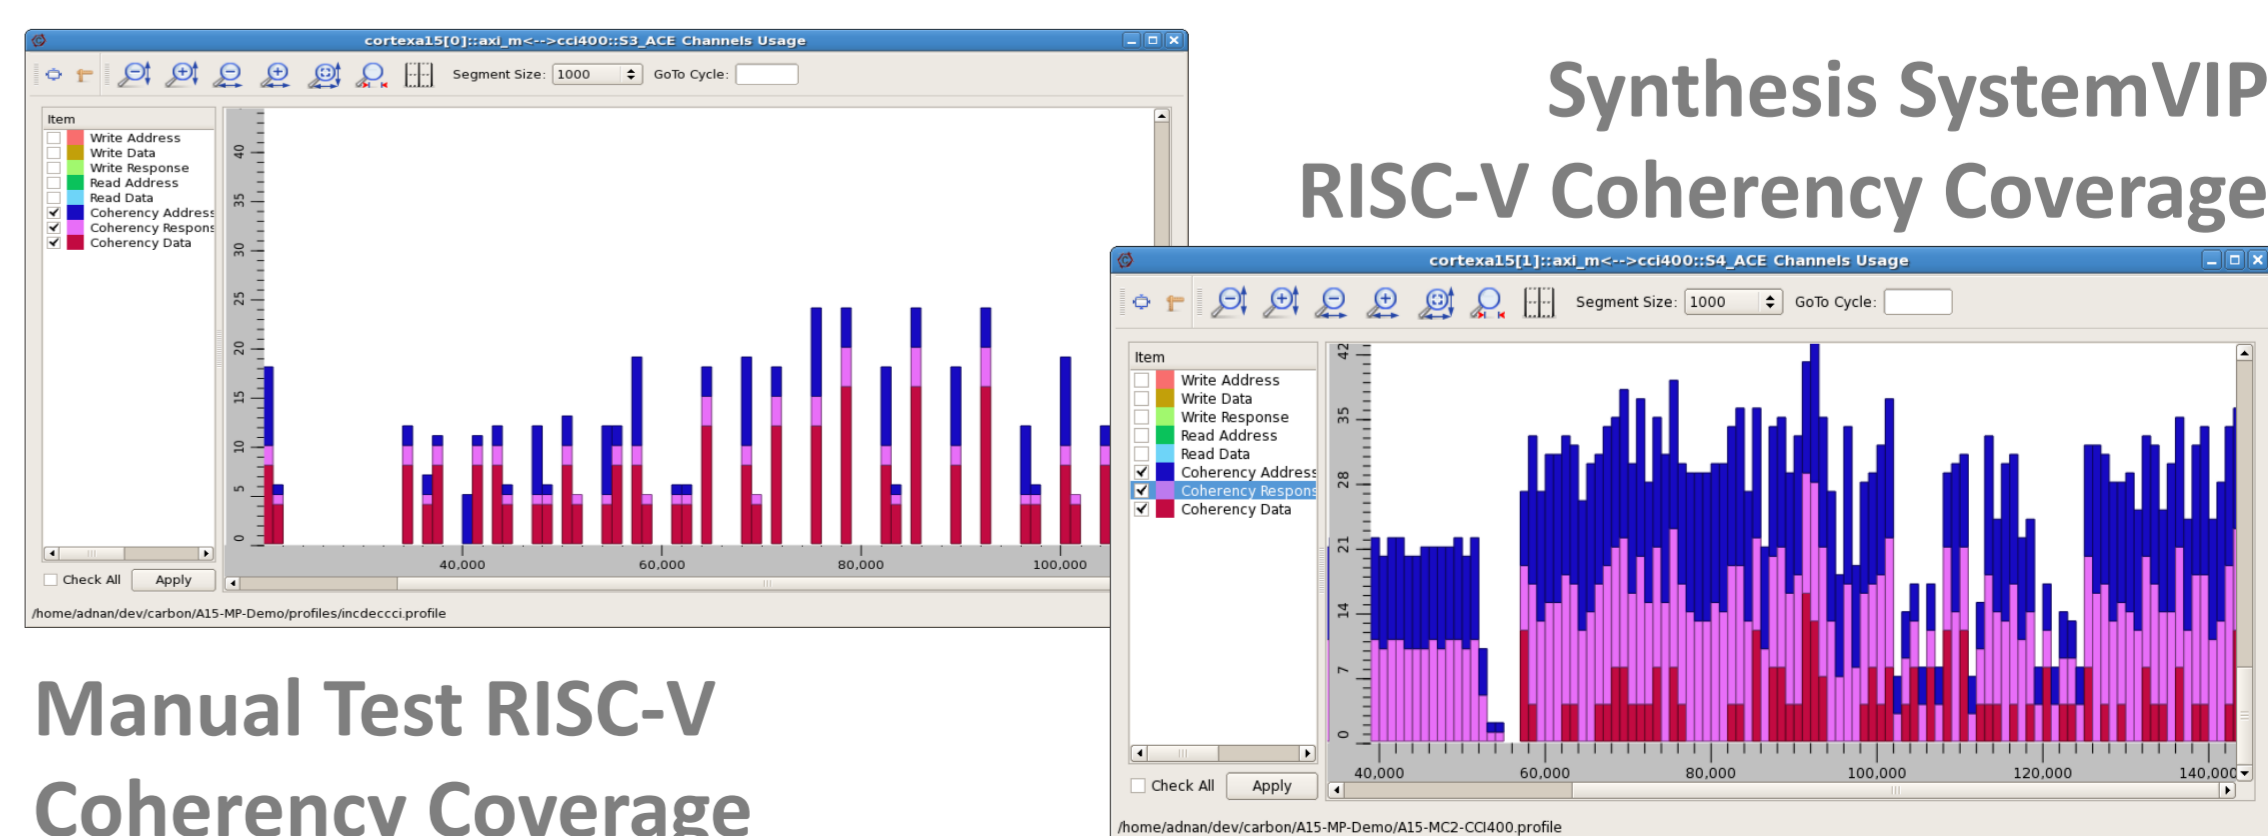 cortexa15[0]::axi_m<-->cci400::S3_ACE Channels Usage
Segment Size: 1000 GoTo Cycle:
Item
Write Address
Write Data
Write Response
Read Address
Read Data
Coherency Address
Coherency Respons
Coherency Data
Check All Apply
40
35
30
25
20
15
10
5
0
40,000 60,000 80,000 100,000
/home/adnan/dev/carbon/A15-MP-Demo/profiles/incdeccci.profile
Synthesis SystemVIP
RISC-V Coherency Coverage
cortexa15[1]::axi_m<-->cci400::S4_ACE Channels Usage
Segment Size: 1000 GoTo Cycle:
Item
Write Address
Write Data
Write Response
Read Address
Read Data
Coherency Address
Coherency Respons
Coherency Data
Check All Apply
42
35
28
21
14
7
0
40,000 60,000 80,000 100,000 120,000 140,000
/home/adnan/dev/carbon/A15-MP-Demo/A15-MC2-CCI400.profile
Manual Test RISC-V
Coherency Coverage